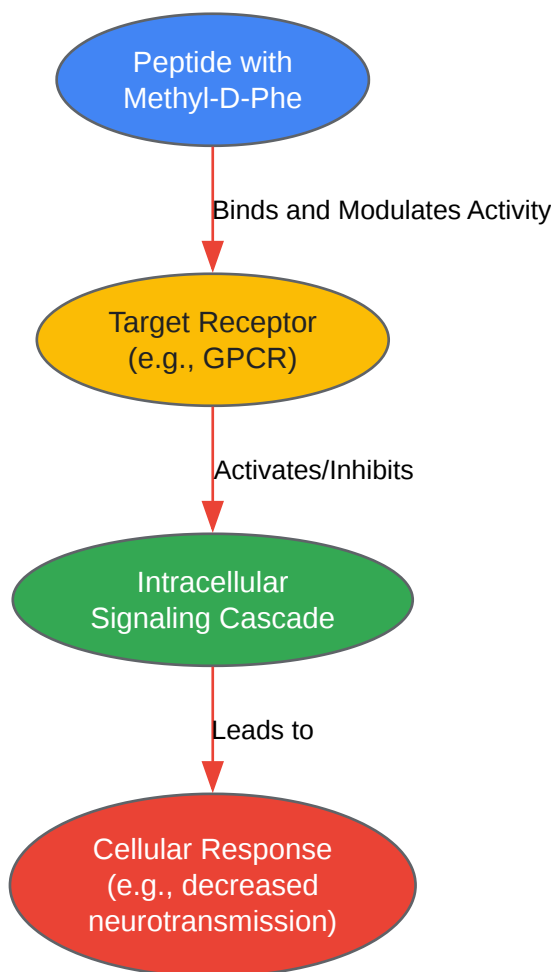 Peptide with
Methyl-D-Phe
Binds and Modulates Activity
Target Receptor
(e.g., GPCR)
Activates/Inhibits
Intracellular
Signaling Cascade
Leads to
Cellular Response
(e.g., decreased
neurotransmission)